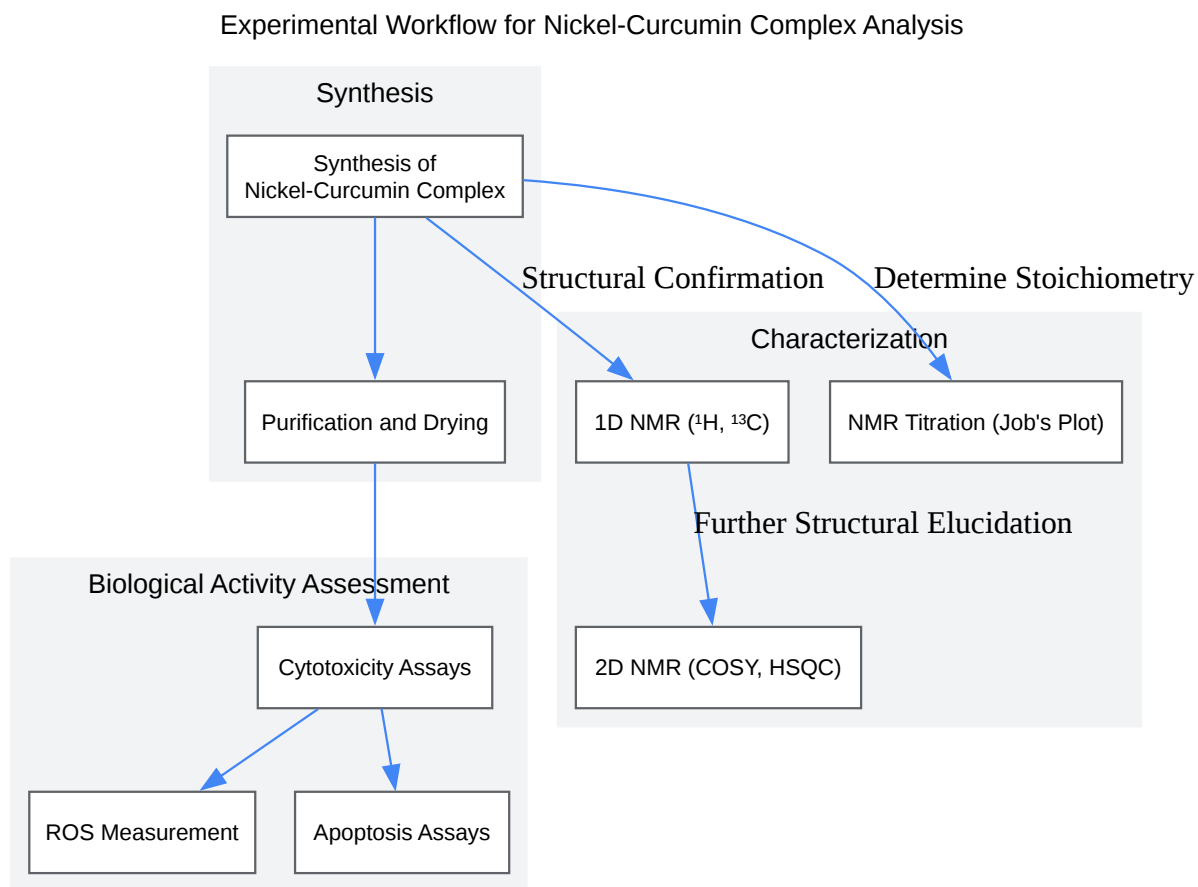 Experimental Workflow for Nickel-Curcumin Complex Analysis
Synthesis
Synthesis of
Nickel-Curcumin Complex
Structural Confirmation
Determine Stoichiometry
Characterization
Purification and Drying
1D NMR (¹H, ¹³C)
NMR Titration (Job's Plot)
Further Structural Elucidation
Biological Activity Assessment
Cytotoxicity Assays
2D NMR (COSY, HSQC)
ROS Measurement
Apoptosis Assays